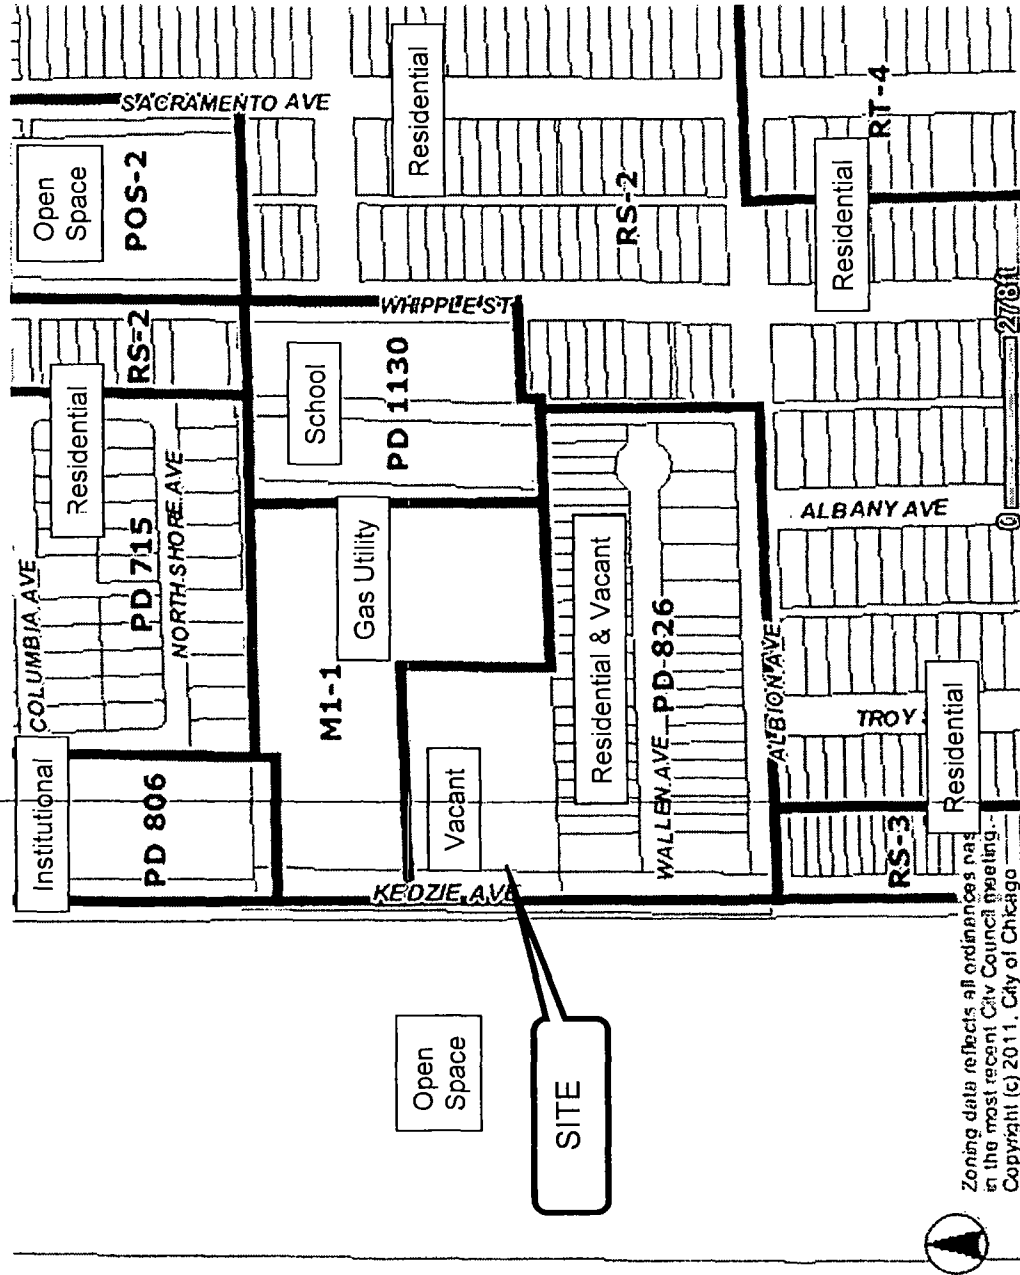 Institutional
COLUMBIA AVE
Residential
Open
Space
PD 806
PD 715
RS-2
POS-2
NORTH SHORE AVE
SACRAMENTO AVE
M1-1
School
Gas Utility
PD 1130
Residential
WHIPPLE ST
KEDZIE AVE
Open
Space
Vacant
SITE
Residential & Vacant
RS-2
WALLEN AVE
PD 826
ALBION AVE
ALBANY AVE
Residential
RT-4
TROY
RS-3
Residential
Zoning data reflects all ordinances pas
in the most recent City Council meeting.
Copyright (c) 2011, City of Chicago
0 278ft